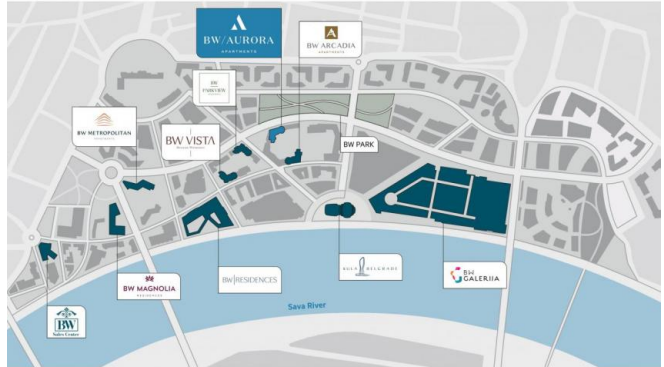 BW/AURORA
APARTMENTS
BW ARCADIA
APARTMENTS
BW
PARKVIEW
BW METROPOLITAN
BW VISTA
BW PARK
BW MAGNOLIA
RESIDENCES
BW|RESIDENCES
KULA BELGRADE
BW
GALERIJA
BW
Sales Center
Sava River